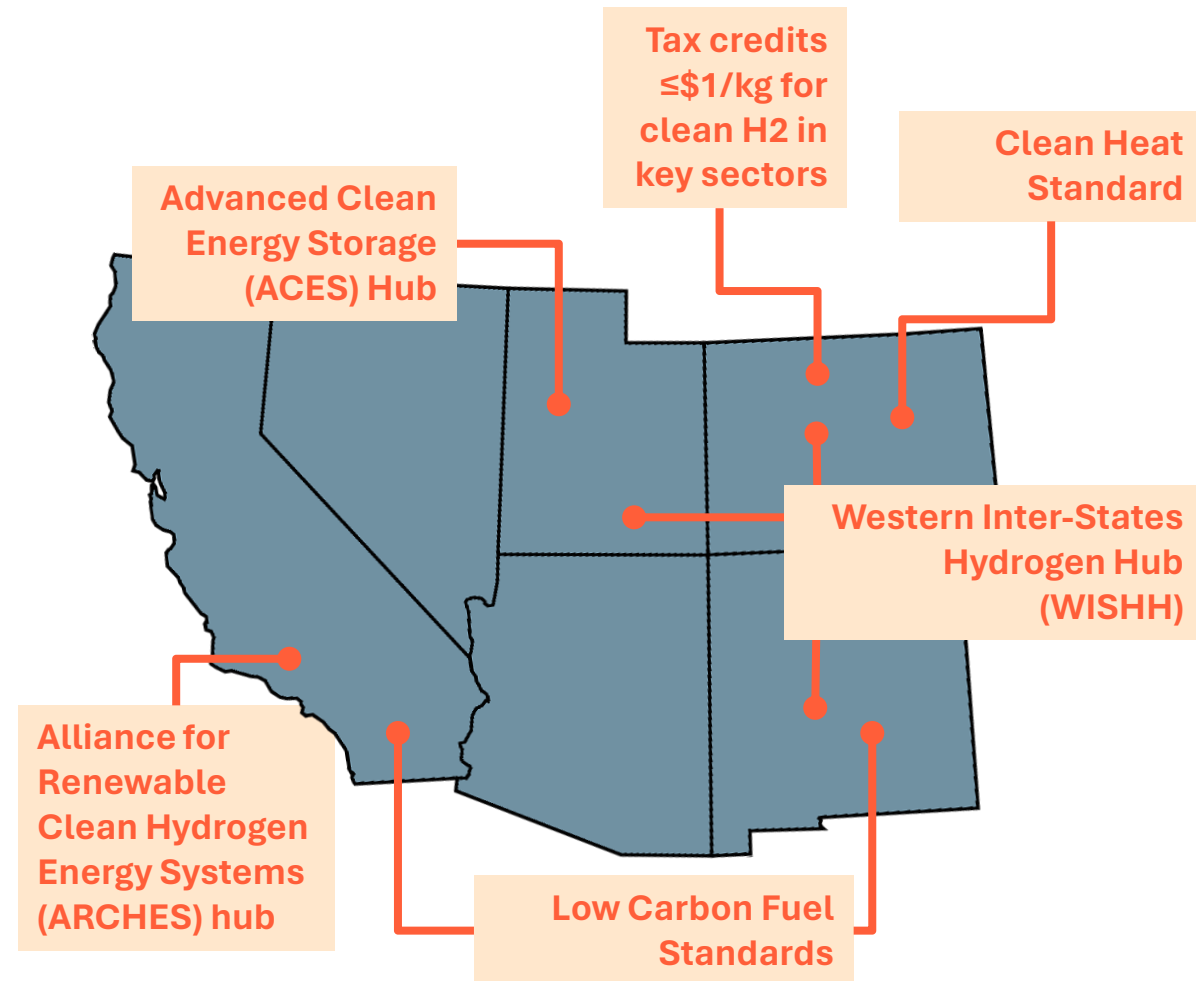 Tax credits
≤$1/kg for
clean H2 in
key sectors
Clean Heat
Standard
Advanced Clean
Energy Storage
(ACES) Hub
Western Inter-States
Hydrogen Hub
(WISHH)
Alliance for
Renewable
Clean Hydrogen
Energy Systems
(ARCHES) hub
Low Carbon Fuel
Standards